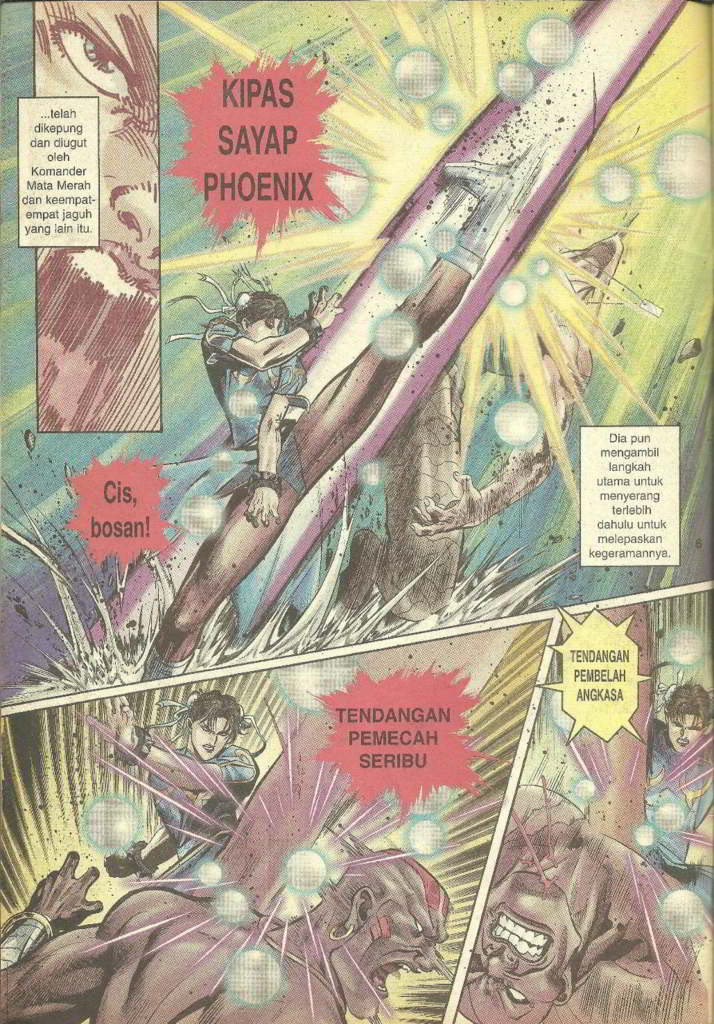 ...telah
dikepung
dan diugut
oleh
Komander
Mata Merah
dan keempat-
empat jaguh
yang lain itu.
KIPAS
SAYAP
PHOENIX
Cis,
bosan!
Dia pun
mengambil
langkah
utama untuk
menyerang
terlebih
dahulu untuk
melepaskan
kegeramannya.
6
TENDANGAN
PEMECAH
SERIBU
TENDANGAN
PEMBELAH
ANGKASA